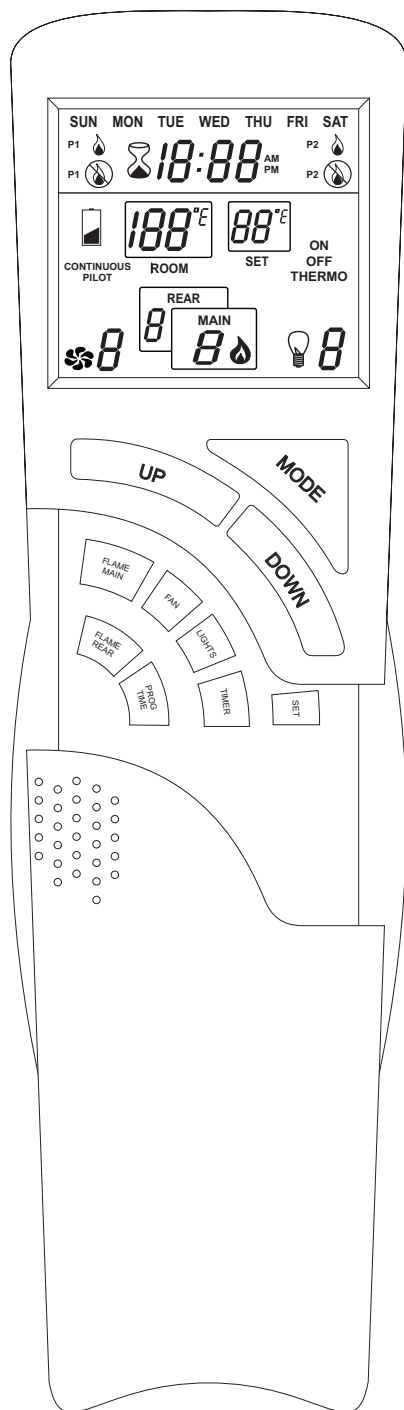 SUN MON TUE WED THU FRI SAT
P1 18:88 AM P2
P1 PM P2
188°E 88°E ON
CONTINUOUS ROOM SET OFF
PILOT THERMO
REAR
8 MAIN
8 8 8
UP
MODE
DOWN
FLAME
MAIN
FAN
LIGHTS
FLAME
REAR
PROG
TIME
TIMER
SET